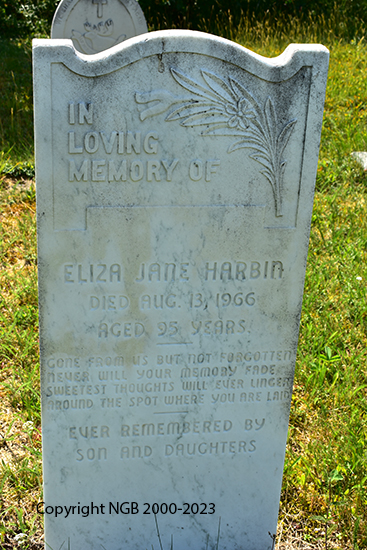 IN
LOVING
MEMORY OF
ELIZA JANE HARBIN
DIED AUG. 13, 1966
AGED 95 YEARS.
GONE FROM US BUT NOT FORGOTTEN
NEVER WILL YOUR MEMORY FADE
SWEETEST THOUGHTS WILL EVER LINGER
AROUND THE SPOT WHERE YOU ARE LAID
EVER REMEMBERED BY
SON AND DAUGHTERS
Copyright NGB 2000-2023